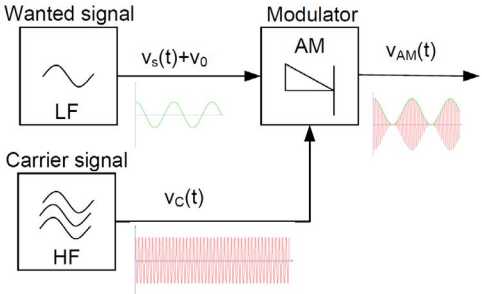 Wanted signal
Modulator
LF
vs(t)+v0
AM
vAM(t)
Carrier signal
HF
vC(t)